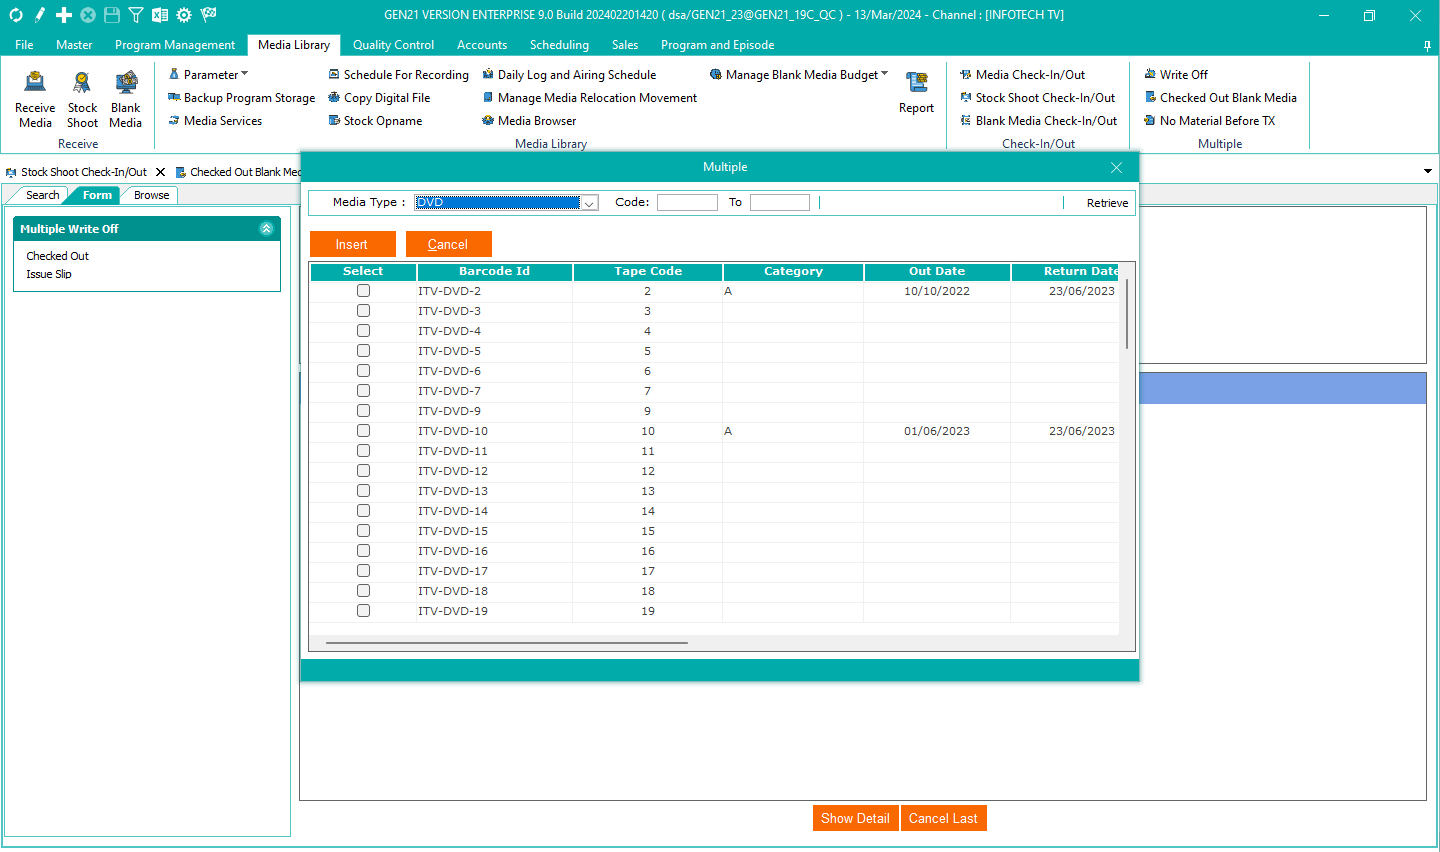 GEN21 VERSION ENTERPRISE 9.0 Build 202402201420 ( dsa/GEN21_23@GEN21_19C_QC ) - 13/Mar/2024 - Channel : [INFOTECH TV]
File Master Program Management Media Library Quality Control Accounts Scheduling Sales Program and Episode
Receive Media
Stock Shoot
Blank Media
Receive
Parameter
Backup Program Storage
Media Services
Schedule For Recording
Copy Digital File
Stock Opname
Daily Log and Airing Schedule
Manage Media Relocation Movement
Media Browser
Manage Blank Media Budget
Report
Media Library
Media Check-In/Out
Stock Shoot Check-In/Out
Blank Media Check-In/Out
Check-In/Out
Write Off
Checked Out Blank Media
No Material Before TX
Multiple
Stock Shoot Check-In/Out Checked Out Blank Med
Search Form Browse
Multiple Write Off
Checked Out
Issue Slip
Multiple
Media Type : DVD Code: To Retrieve
Insert Cancel
Select Barcode Id Tape Code Category Out Date Return Date
ITV-DVD-2 2 A 10/10/2022 23/06/2023
ITV-DVD-3 3
ITV-DVD-4 4
ITV-DVD-5 5
ITV-DVD-6 6
ITV-DVD-7 7
ITV-DVD-9 9
ITV-DVD-10 10 A 01/06/2023 23/06/2023
ITV-DVD-11 11
ITV-DVD-12 12
ITV-DVD-13 13
ITV-DVD-14 14
ITV-DVD-15 15
ITV-DVD-16 16
ITV-DVD-17 17
ITV-DVD-18 18
ITV-DVD-19 19
Show Detail Cancel Last